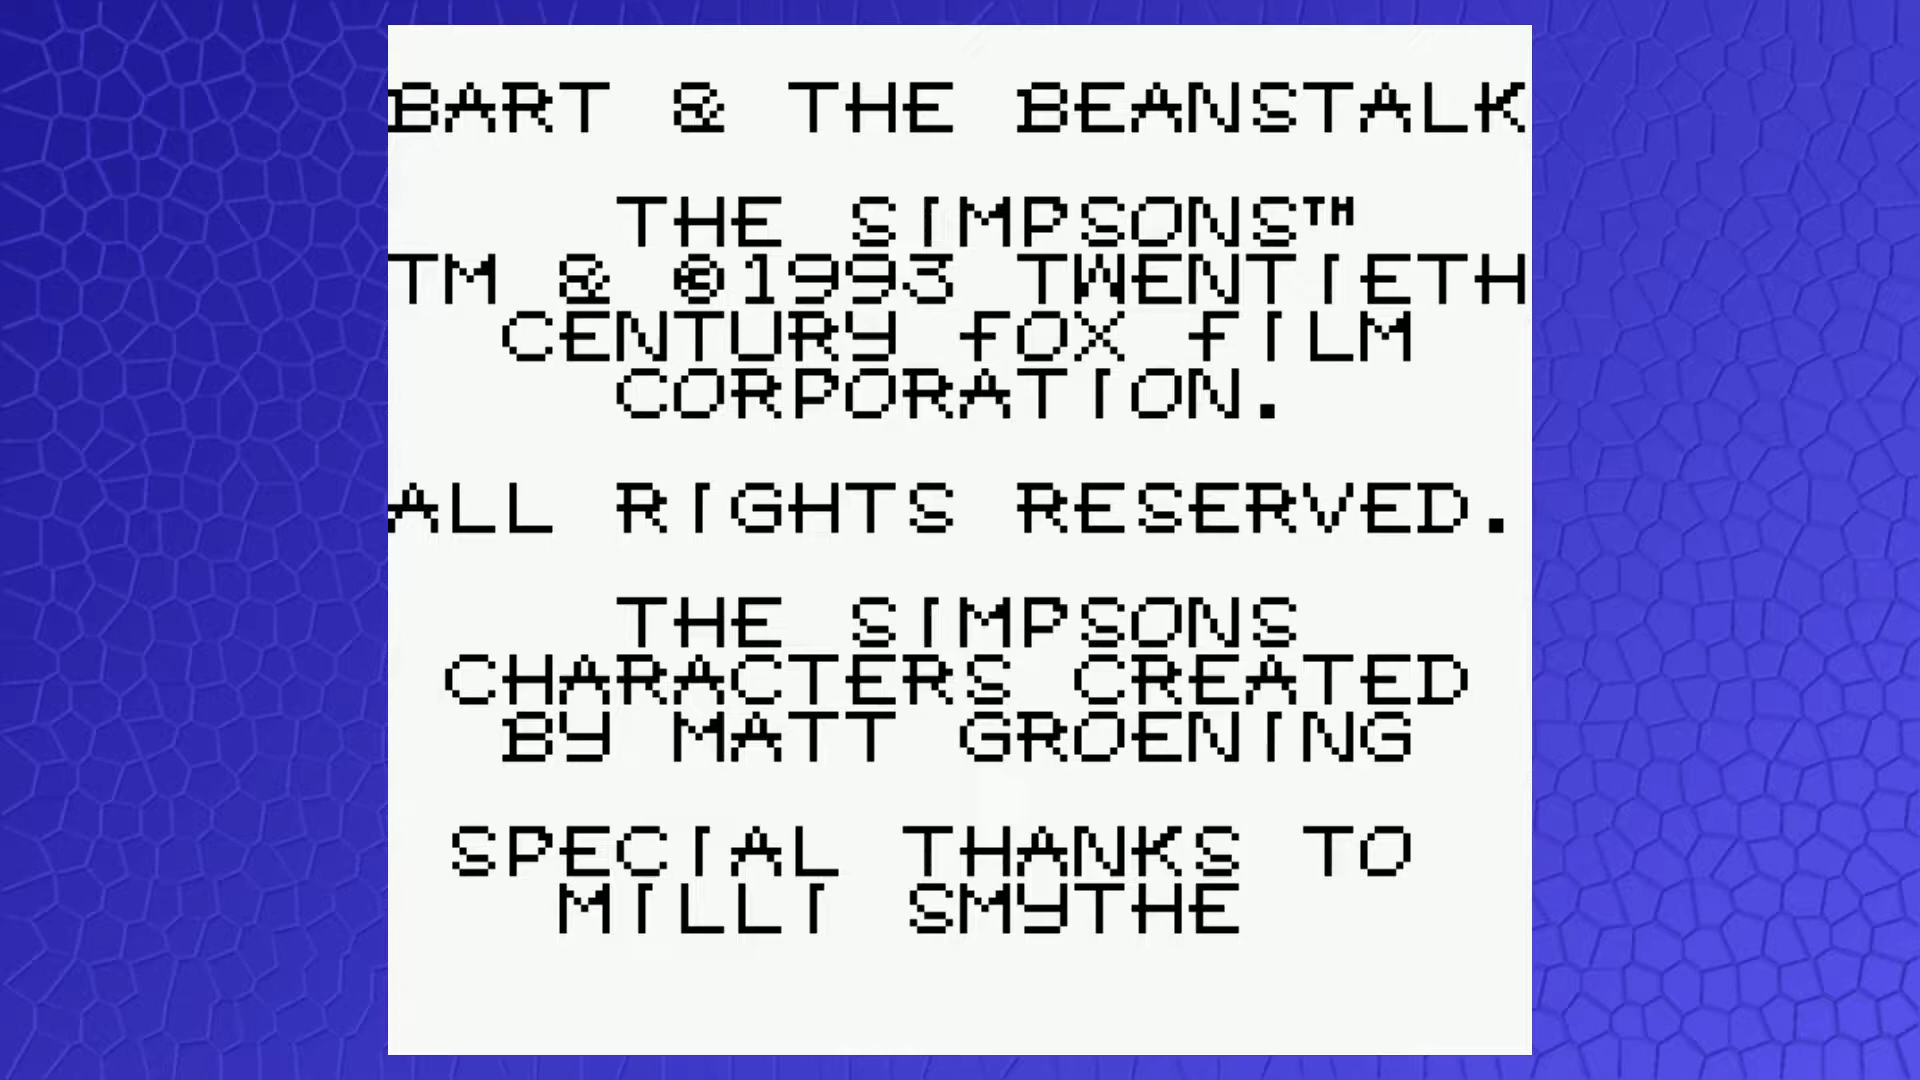 BART & THE BEANSTALK
THE SIMPSONS™
TM & ©1993 TWENTIETH
CENTURY FOX FILM
CORPORATION.
ALL RIGHTS RESERVED.
THE SIMPSONS
CHARACTERS CREATED
BY MATT GROENING
SPECIAL THANKS TO
MILLI SMYTHE